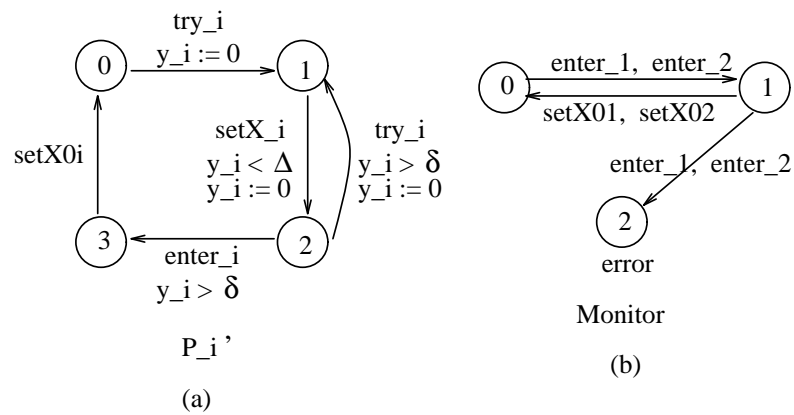 try_i
y_i := 0
0
1
setX0i
setX_i
y_i < Δ
y_i := 0
try_i
y_i > δ
y_i := 0
3
2
enter_i
y_i > δ
P_i ’
(a)
enter_1, enter_2
0
1
setX01, setX02
enter_1, enter_2
2
error
Monitor
(b)